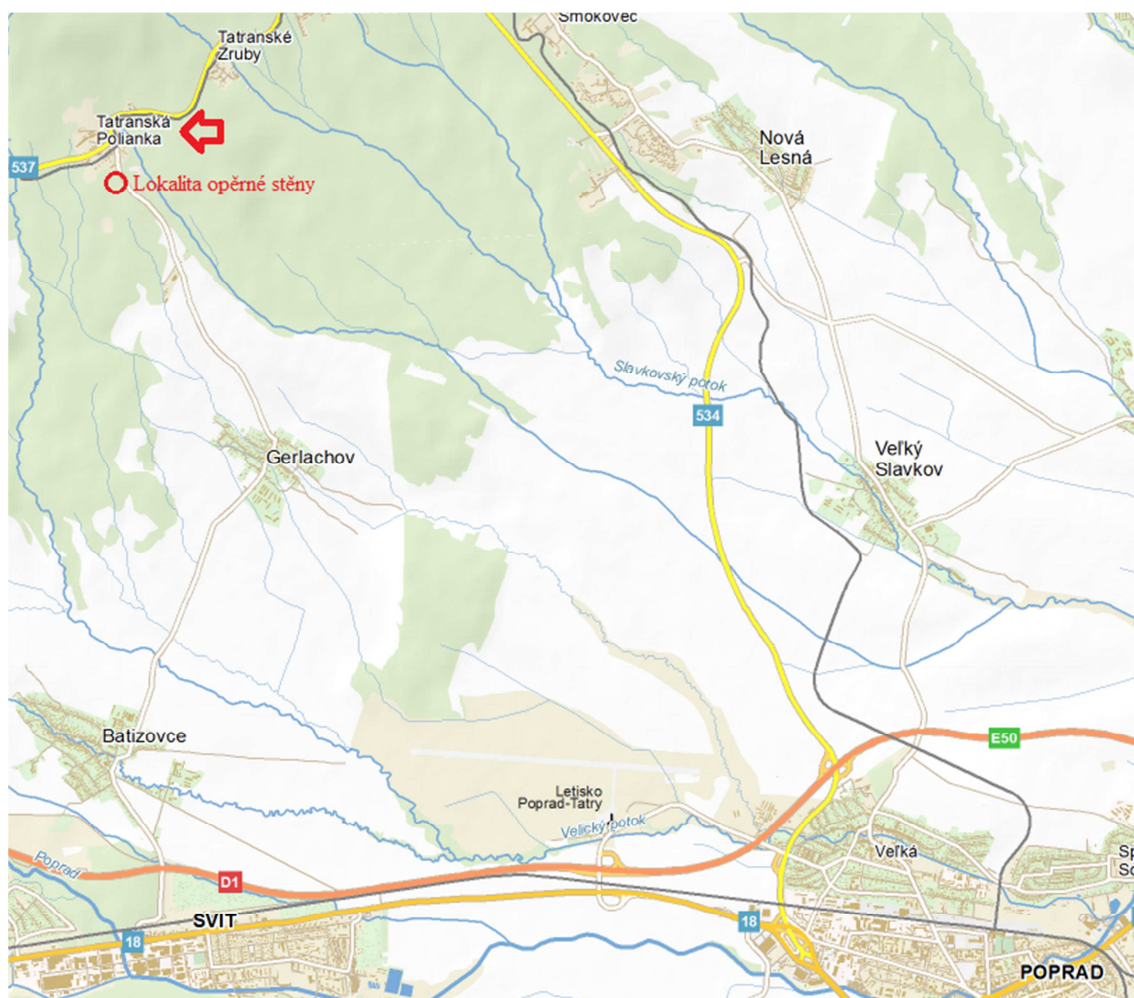 Smokovec
Tatranské
Zruby
Tatranská
Polianka
537
Lokalita opěrné stěny
Nová
Lesná
Slavkovský potok
534
Gerlachov
Veľký
Slavkov
Batizovce
E50
Letisko
Poprad-Tatry
Velický potok
Veľká
Poprad
D1
SVIT
18
18
POPRAD